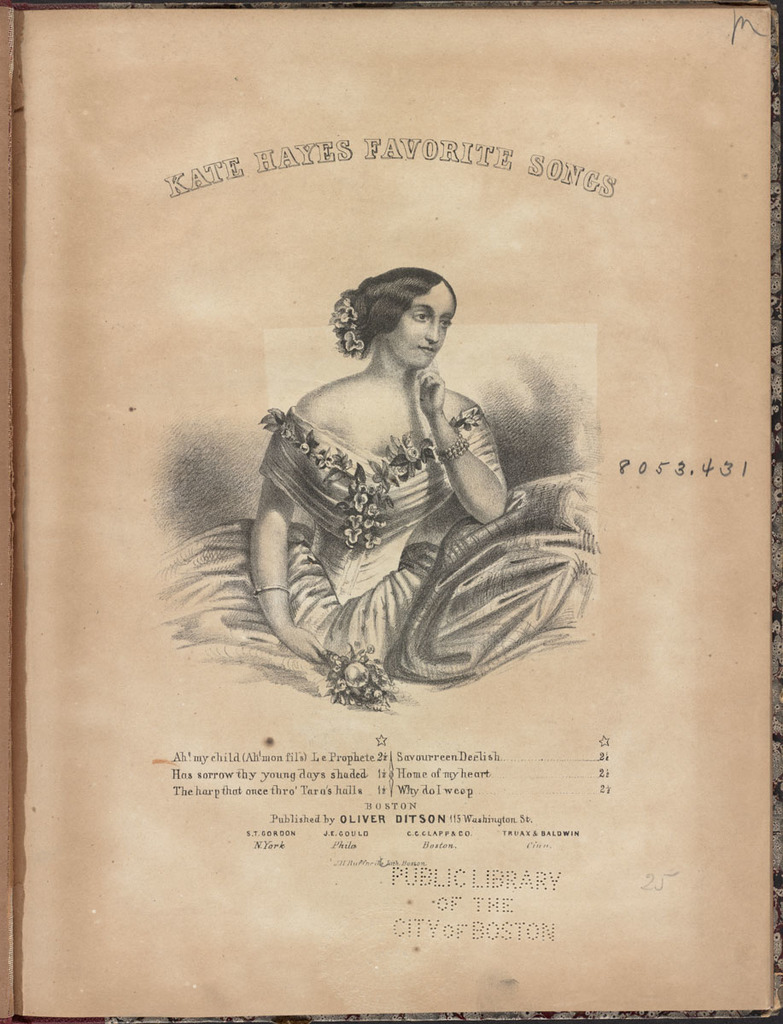 m
KATE HAYES FAVORITE SONGS
8053.431
☆ ☆
Ah! my child (Ah! mon fils) Le Prophete 2½ Savourneen Deelish 2½
Has sorrow thy young days shaded 1½ Home of my heart 2½
The harp that once thro' Tara's halls 1½ Why do I weep 2½
BOSTON
Published by OLIVER DITSON 115 Washington St.
S.T. GORDON J.E. GOULD C.C. CLAPP & CO. TRUAX & BALDWIN
N.York Phila Boston. Cinn.
J.H. Bufford's Lith. Boston.
PUBLIC LIBRARY
OF THE
CITY OF BOSTON
25